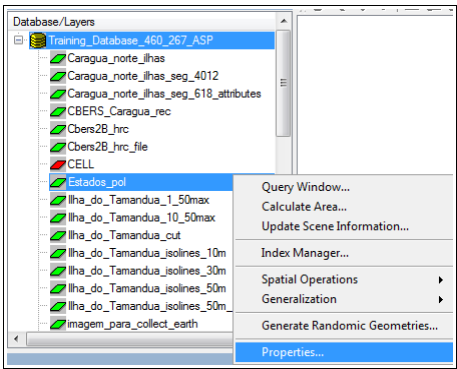 Database/Layers
Training_Database_460_267_ASP
Caragua_norte_ilhas
Caragua_norte_ilhas_seg_4012
Caragua_norte_ilhas_seg_618_attributes
CBERS_Caragua_rec
Cbers2B_hrc
Cbers2B_hrc_file
CELL
Estados_pol
Ilha_do_Tamandua_1_50max
Ilha_do_Tamandua_10_50max
Ilha_do_Tamandua_cut
Ilha_do_Tamandua_isolines_10m
Ilha_do_Tamandua_isolines_30m
Ilha_do_Tamandua_isolines_50m
Ilha_do_Tamandua_isolines_50m_
imagem_para_collect_earth
Query Window...
Calculate Area...
Update Scene Information...
Index Manager...
Spatial Operations
Generalization
Generate Randomic Geometries...
Properties...